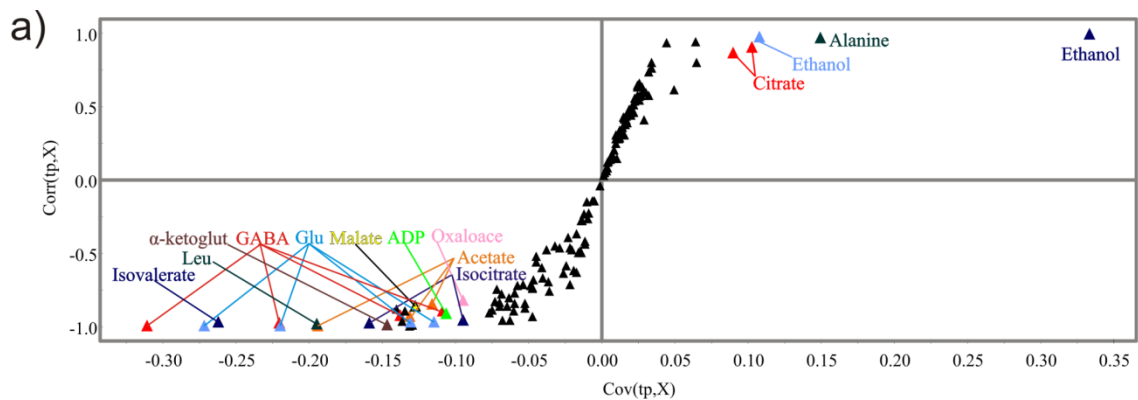 a)
1.0
0.5
0.0
-0.5
-1.0
Corr(tp,X)
Alanine
Ethanol
Ethanol
Citrate
α-ketoglut GABA Glu Malate ADP Oxaloace
Leu Acetate
Isovalerate Isocitrate
-0.30 -0.25 -0.20 -0.15 -0.10 -0.05 0.00 0.05 0.10 0.15 0.20 0.25 0.30 0.35
Cov(tp,X)